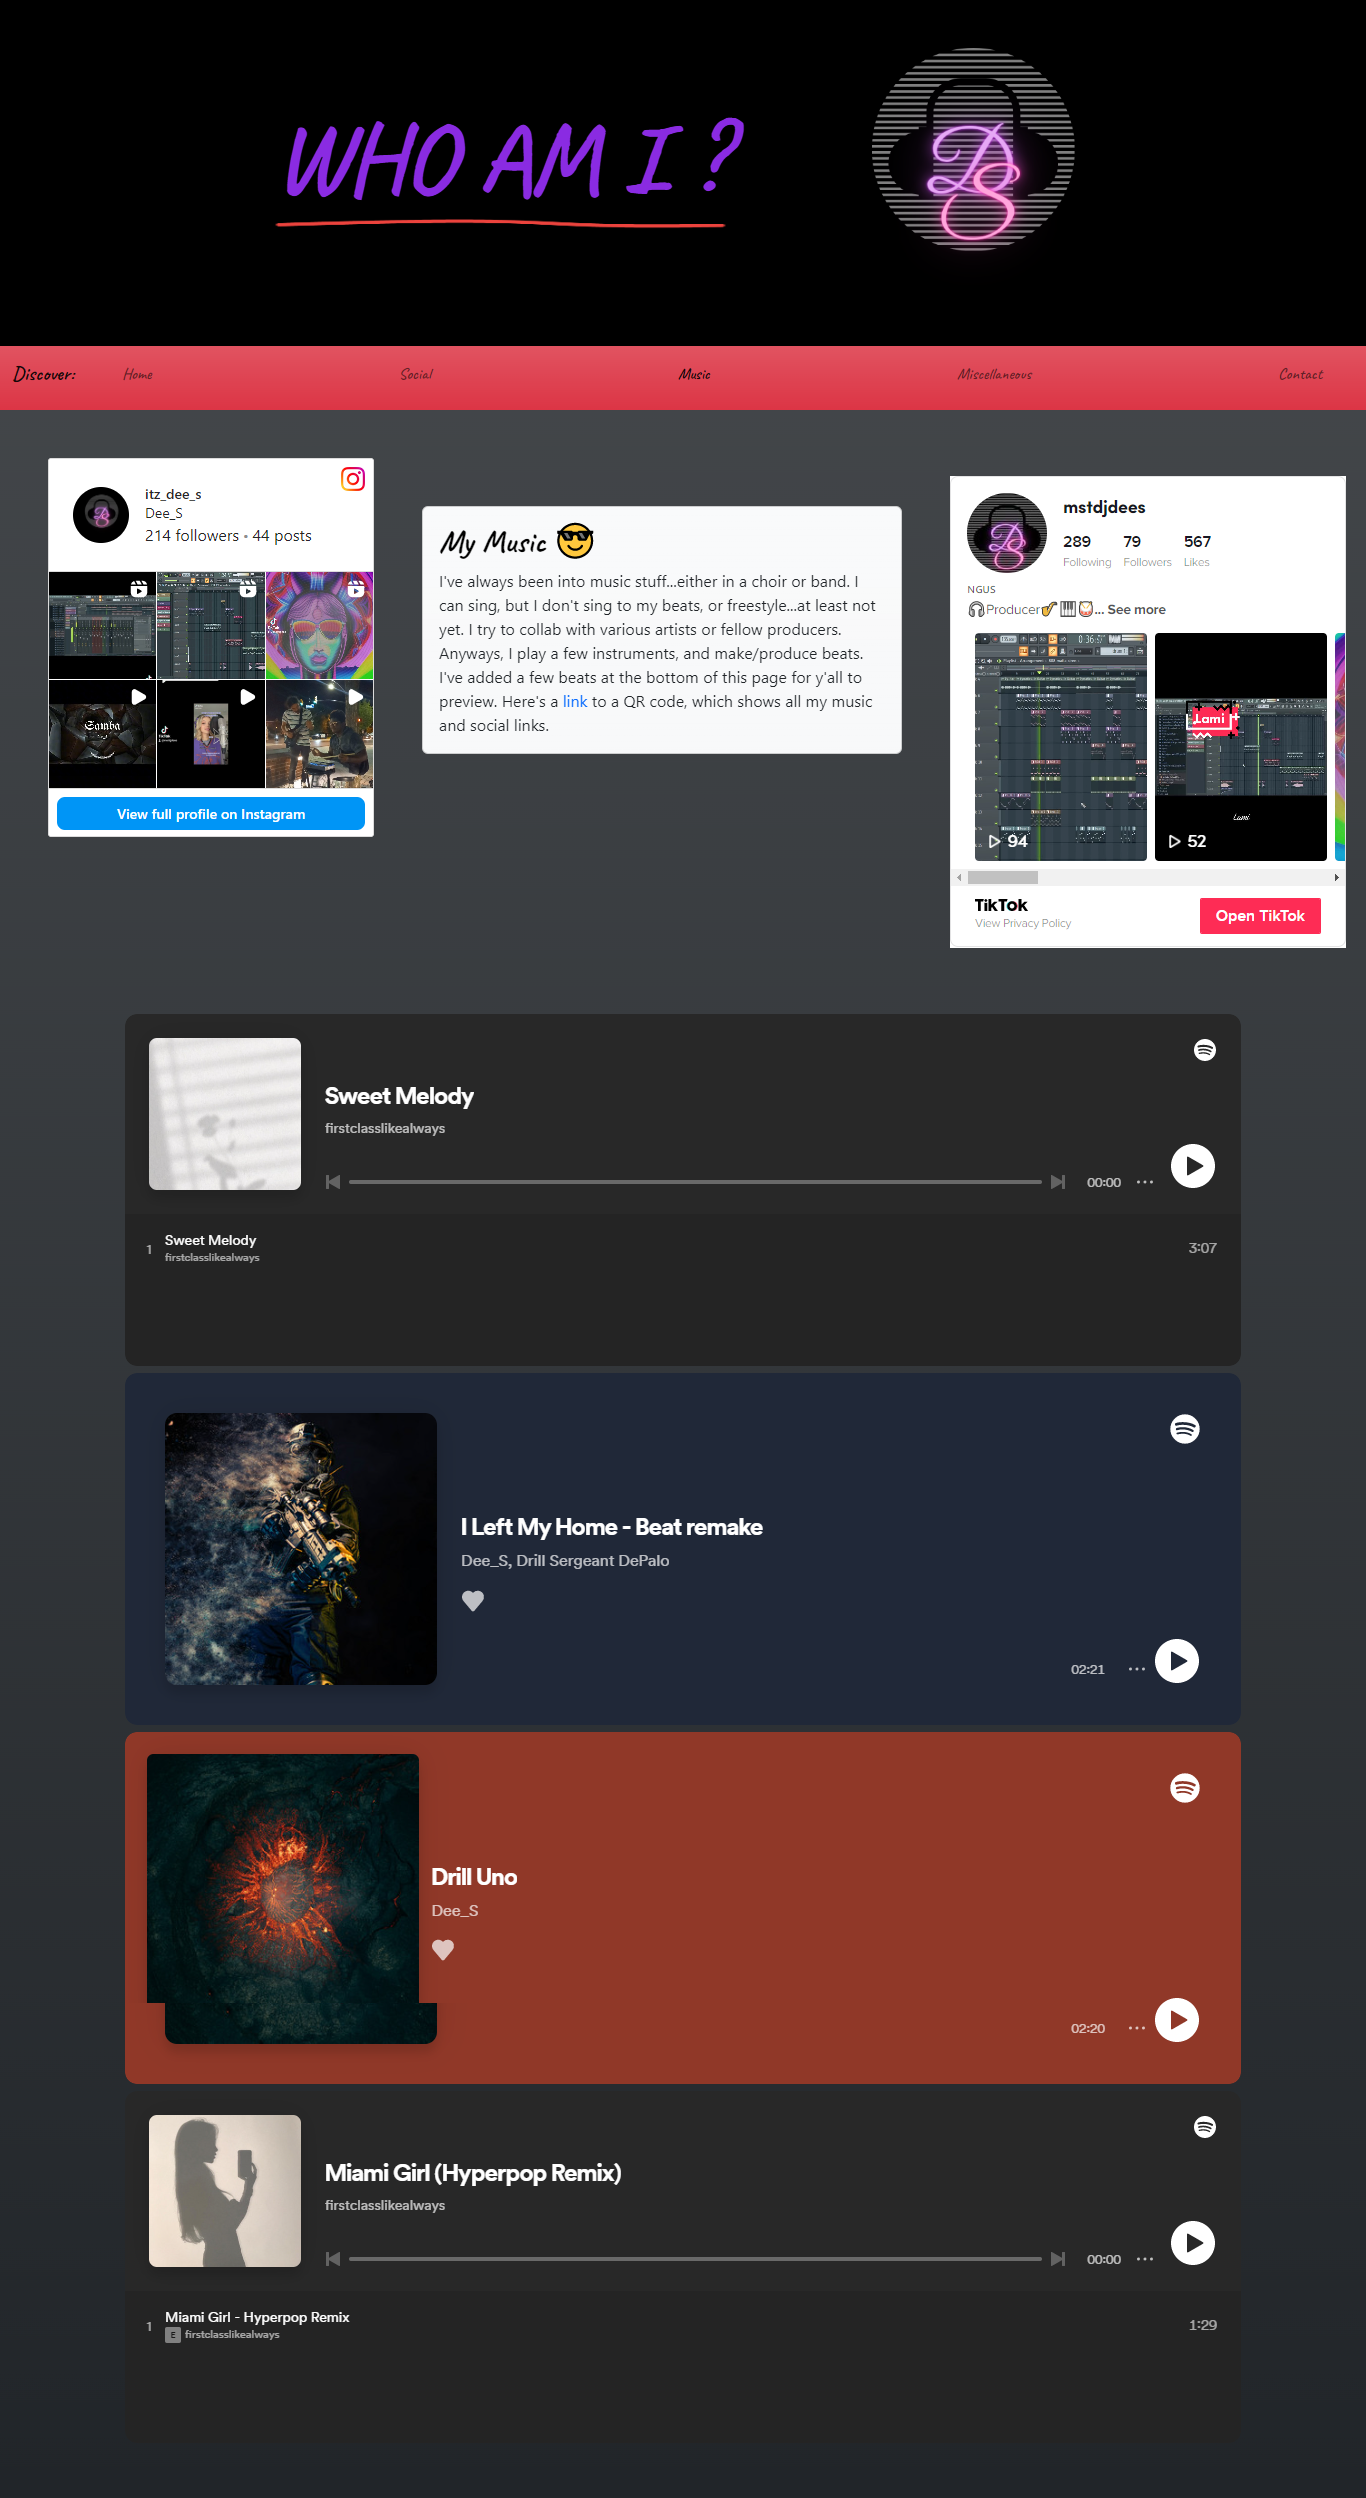 WHO AM I ?
DS
Discover:
Home
Social
Music
Miscellaneous
Contact
itz_dee_s
Dee_S
214 followers • 44 posts
Samba
View full profile on Instagram
My Music 😎
I've always been into music stuff...either in a choir or band. I
can sing, but I don't sing to my beats, or freestyle...at least not
yet. I try to collab with various artists or fellow producers.
Anyways, I play a few instruments, and make/produce beats.
I've added a few beats at the bottom of this page for y'all to
preview. Here's a link to a QR code, which shows all my music
and social links.
mstdjdees
289 79 567
Following Followers Likes
NGUS
🎧Producer🎷🎹🥁... See more
0:36:57
94
Lami
Lami
52
TikTok
View Privacy Policy
Open TikTok
Sweet Melody
firstclasslikealways
00:00
1 Sweet Melody
firstclasslikealways
3:07
I Left My Home - Beat remake
Dee_S, Drill Sergeant DePalo
02:21
Drill Uno
Dee_S
02:20
Miami Girl (Hyperpop Remix)
firstclasslikealways
00:00
1 Miami Girl - Hyperpop Remix
E firstclasslikealways
1:29